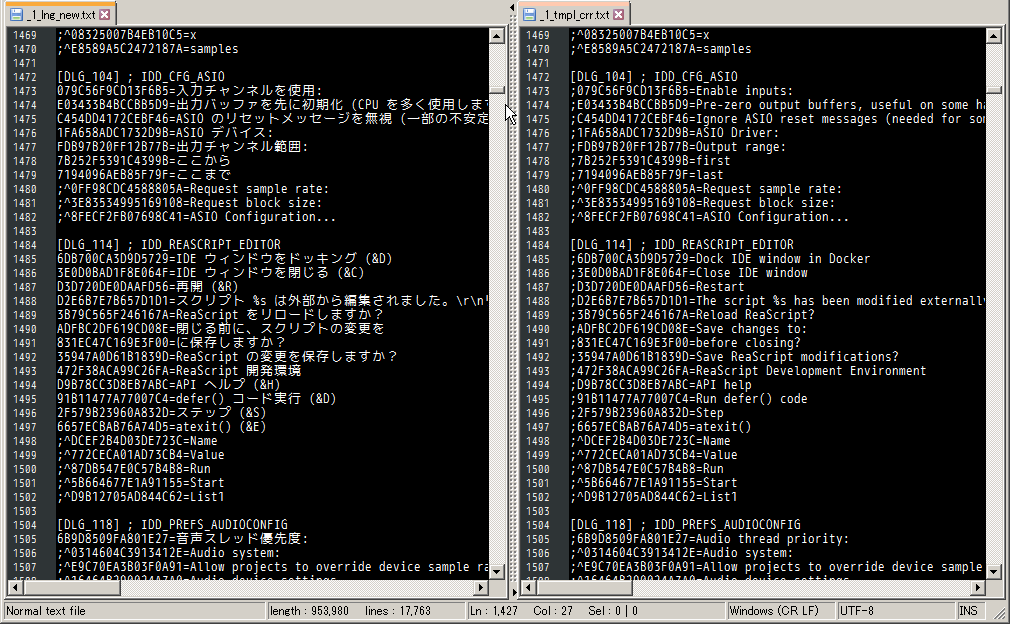 _1_lng_new.txt
1469 ;^08325007B4EB10C5=x
1470 ;^E8589A5C2472187A=samples
1471
1472 [DLG_104] ; IDD_CFG_ASIO
1473 079C56F9CD13F6B5=入力チャンネルを使用:
1474 E03433B4BCCBB5D9=出力バッファを先に初期化 (CPU を多く使用しま
1475 C454DD4172CEBF46=ASIO のリセットメッセージを無視 (一部の不安定
1476 1FA658ADC1732D9B=ASIO デバイス:
1477 FDB97B20FF12B77B=出力チャンネル範囲:
1478 7B252F5391C4399B=ここから
1479 7194096AEB85F79F=ここまで
1480 ;^0FF98CDC4588805A=Request sample rate:
1481 ;^3E83534995169108=Request block size:
1482 ;^8FECF2FB07698C41=ASIO Configuration...
1483
1484 [DLG_114] ; IDD_REASCRIPT_EDITOR
1485 6DB700CA3D9D5729=IDE ウィンドウをドッキング (&D)
1486 3E0D0BAD1F8E064F=IDE ウィンドウを閉じる (&C)
1487 D3D720DE0DAAFD56=再開 (&R)
1488 D2E6B7E7B657D1D1=スクリプト %s は外部から編集されました。\r\n
1489 3B79C565F246167A=ReaScript をリロードしますか？
1490 ADFBC2DF619CD08E=閉じる前に、スクリプトの変更を
1491 831EC47C169E3F00=に保存しますか？
1492 35947A0D61B1839D=ReaScript の変更を保存しますか？
1493 472F38ACA99C26FA=ReaScript 開発環境
1494 D9B78CC3D8EB7ABC=API ヘルプ (&H)
1495 91B11477A77007C4=defer() コード実行 (&D)
1496 2F579B23960A832D=ステップ (&S)
1497 6657ECBAB76A74D5=atexit() (&E)
1498 ;^DCEF2B4D03DE723C=Name
1499 ;^772CECA01AD73CB4=Value
1500 ;^87DB547E0C57B4B8=Run
1501 ;^5B664677E1A91155=Start
1502 ;^D9B12705AD844C62=List1
1503
1504 [DLG_118] ; IDD_PREFS_AUDIOCONFIG
1505 6B9D8509FA801E27=音声スレッド優先度:
1506 ;^0314604C3913412E=Audio system:
1507 ;^E9C70EA3B03F0A91=Allow projects to override device sample ra
_1_tmpl_crr.txt
1469 ;^08325007B4EB10C5=x
1470 ;^E8589A5C2472187A=samples
1471
1472 [DLG_104] ; IDD_CFG_ASIO
1473 ;079C56F9CD13F6B5=Enable inputs:
1474 ;E03433B4BCCBB5D9=Pre-zero output buffers, useful on some ha
1475 ;C454DD4172CEBF46=Ignore ASIO reset messages (needed for som
1476 ;1FA658ADC1732D9B=ASIO Driver:
1477 ;FDB97B20FF12B77B=Output range:
1478 ;7B252F5391C4399B=first
1479 ;7194096AEB85F79F=last
1480 ;^0FF98CDC4588805A=Request sample rate:
1481 ;^3E83534995169108=Request block size:
1482 ;^8FECF2FB07698C41=ASIO Configuration...
1483
1484 [DLG_114] ; IDD_REASCRIPT_EDITOR
1485 ;6DB700CA3D9D5729=Dock IDE window in Docker
1486 ;3E0D0BAD1F8E064F=Close IDE window
1487 ;D3D720DE0DAAFD56=Restart
1488 ;D2E6B7E7B657D1D1=The script %s has been modified externally
1489 ;3B79C565F246167A=Reload ReaScript?
1490 ;ADFBC2DF619CD08E=Save changes to:
1491 ;831EC47C169E3F00=before closing?
1492 ;35947A0D61B1839D=Save ReaScript modifications?
1493 ;472F38ACA99C26FA=ReaScript Development Environment
1494 ;D9B78CC3D8EB7ABC=API help
1495 ;91B11477A77007C4=Run defer() code
1496 ;2F579B23960A832D=Step
1497 ;6657ECBAB76A74D5=atexit()
1498 ;^DCEF2B4D03DE723C=Name
1499 ;^772CECA01AD73CB4=Value
1500 ;^87DB547E0C57B4B8=Run
1501 ;^5B664677E1A91155=Start
1502 ;^D9B12705AD844C62=List1
1503
1504 [DLG_118] ; IDD_PREFS_AUDIOCONFIG
1505 ;6B9D8509FA801E27=Audio thread priority:
1506 ;^0314604C3913412E=Audio system:
1507 ;^E9C70EA3B03F0A91=Allow projects to override device sample
Normal text file length : 953,980 lines : 17,763 Ln : 1,427 Col : 27 Sel : 0 | 0 Windows (CR LF) UTF-8 INS